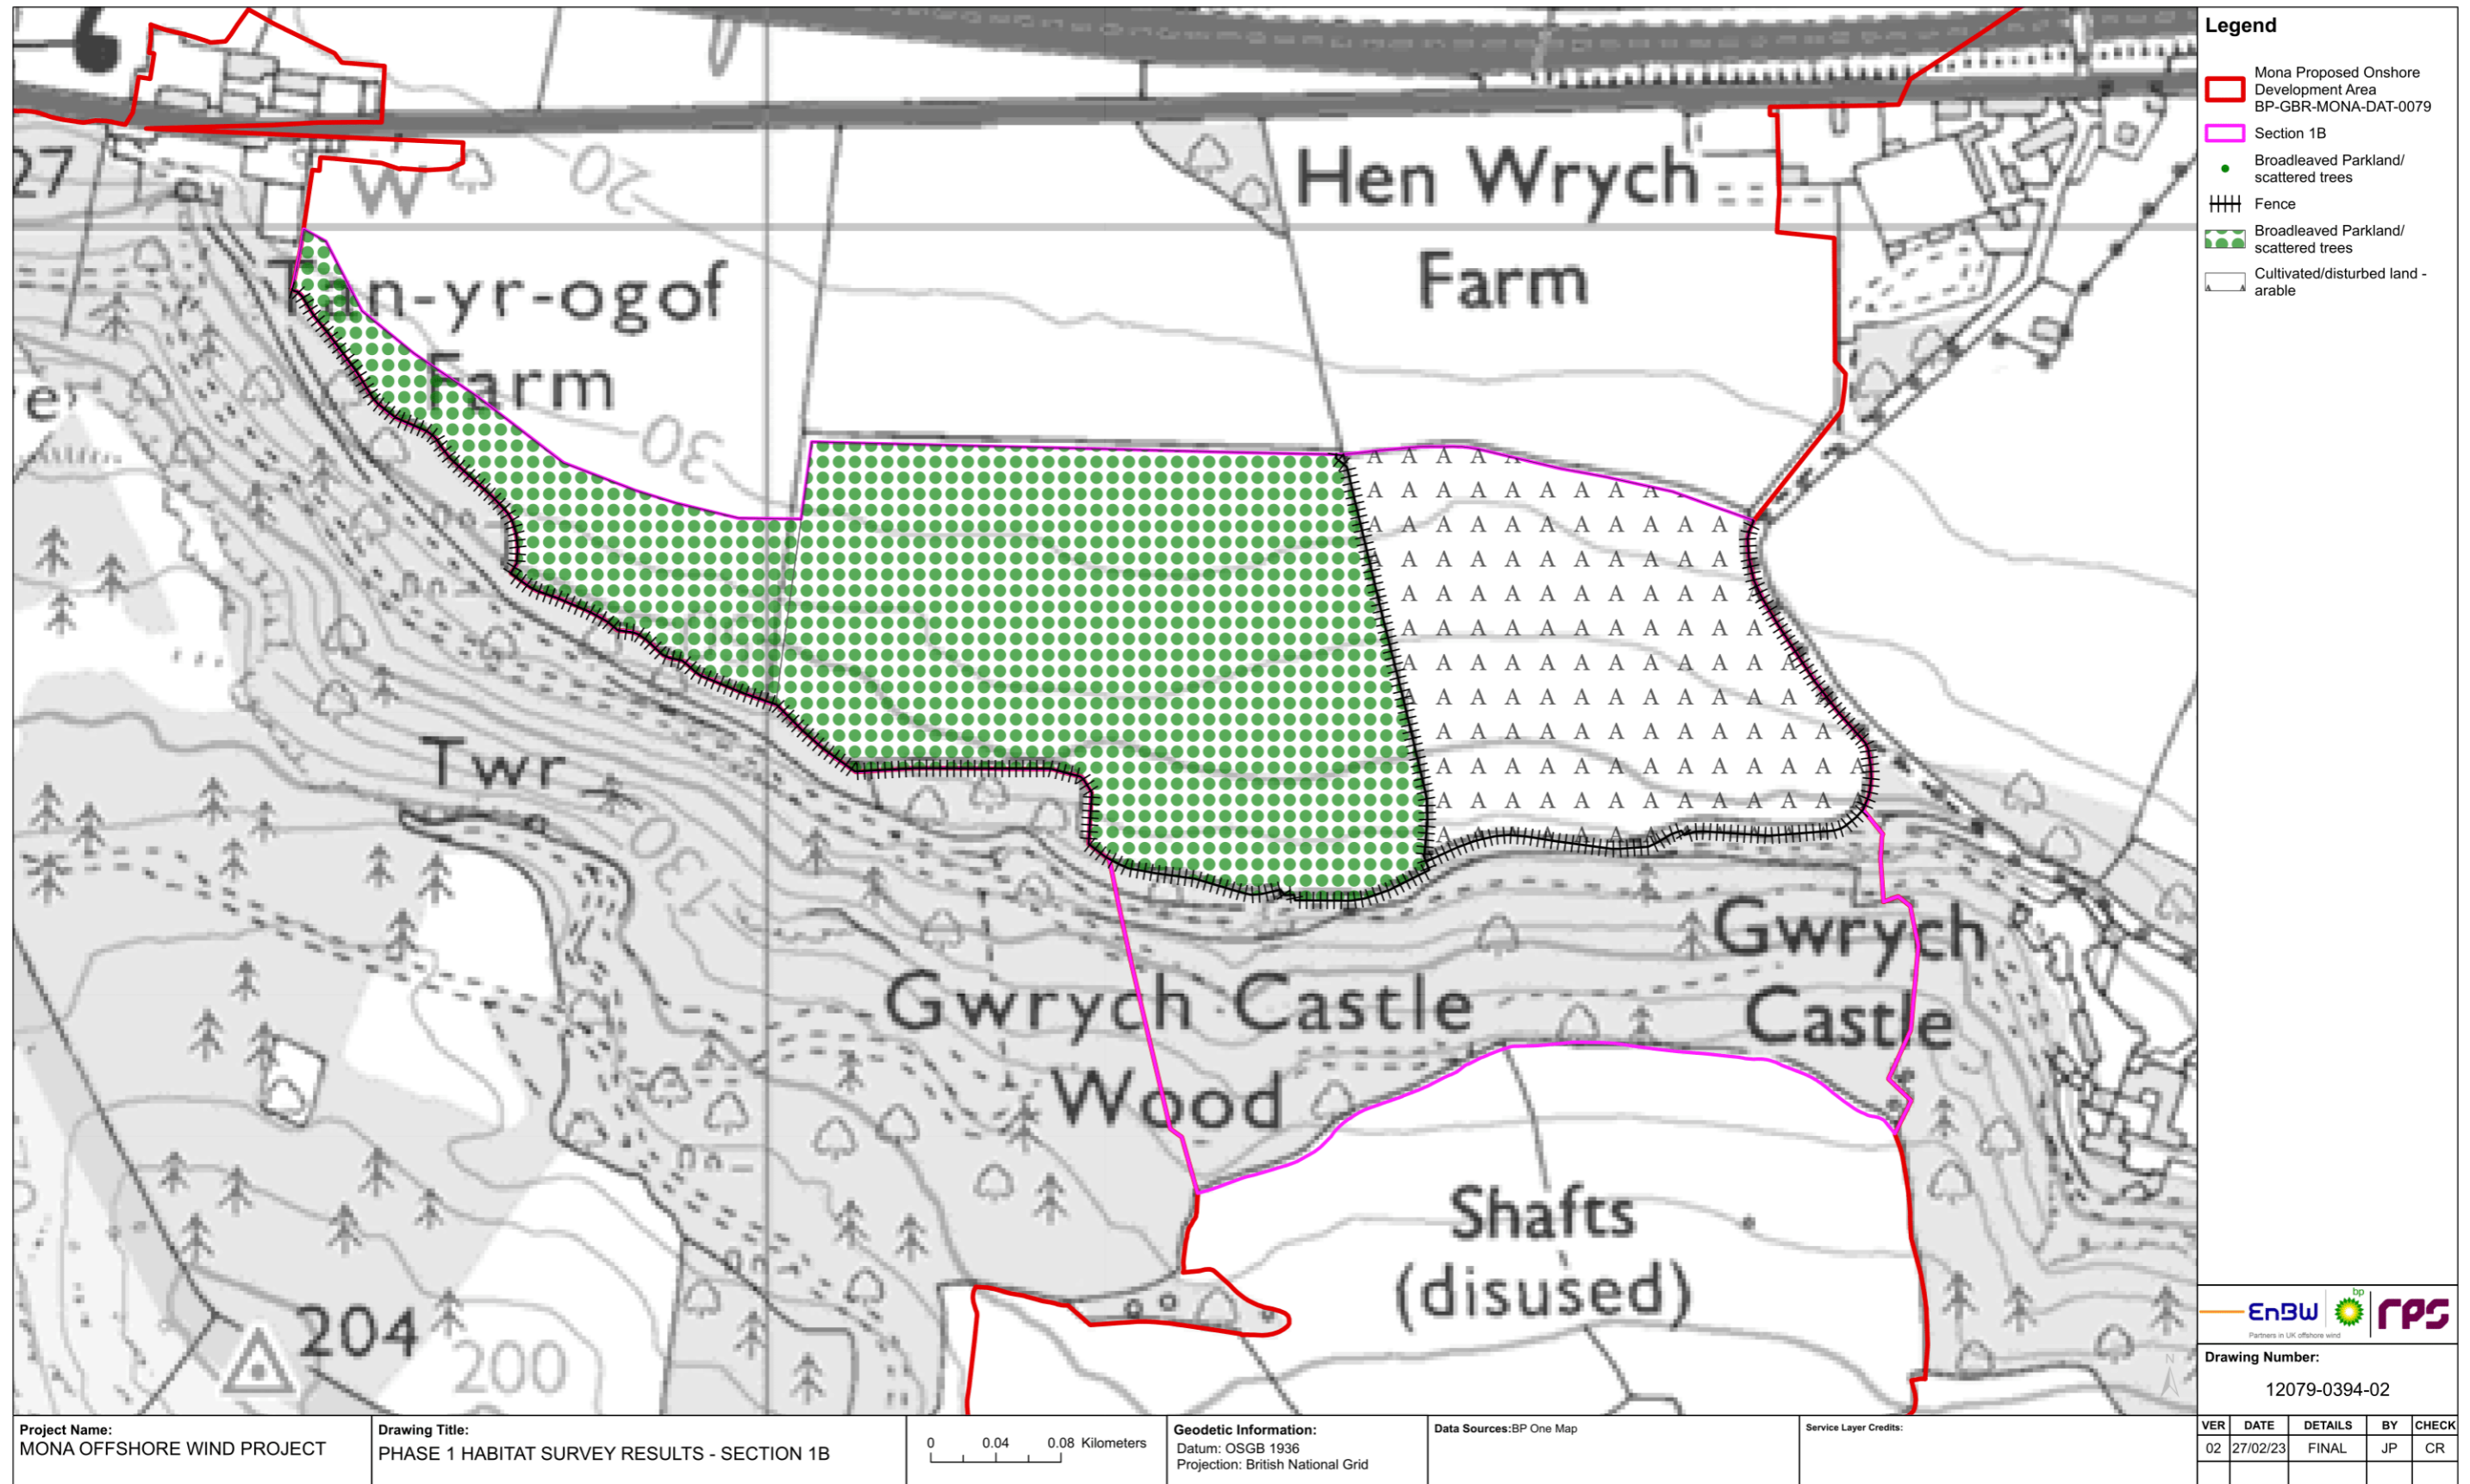 6
27
W
20
Hen Wrych
Farm
Tan-yr-ogof
Farm
30
Twr
130
Gwrych
Castle
Gwrych Castle
Wood
Shafts
(disused)
204
200
Legend
Mona Proposed Onshore
Development Area
BP-GBR-MONA-DAT-0079
Section 1B
Broadleaved Parkland/
scattered trees
Fence
Broadleaved Parkland/
scattered trees
Cultivated/disturbed land -
arable
EnBW bp rps
Partners in UK offshore wind
N
Drawing Number:
12079-0394-02
VER DATE DETAILS BY CHECK
02 27/02/23 FINAL JP CR
Project Name:
MONA OFFSHORE WIND PROJECT
Drawing Title:
PHASE 1 HABITAT SURVEY RESULTS - SECTION 1B
0 0.04 0.08 Kilometers
Geodetic Information:
Datum: OSGB 1936
Projection: British National Grid
Data Sources:BP One Map
Service Layer Credits: